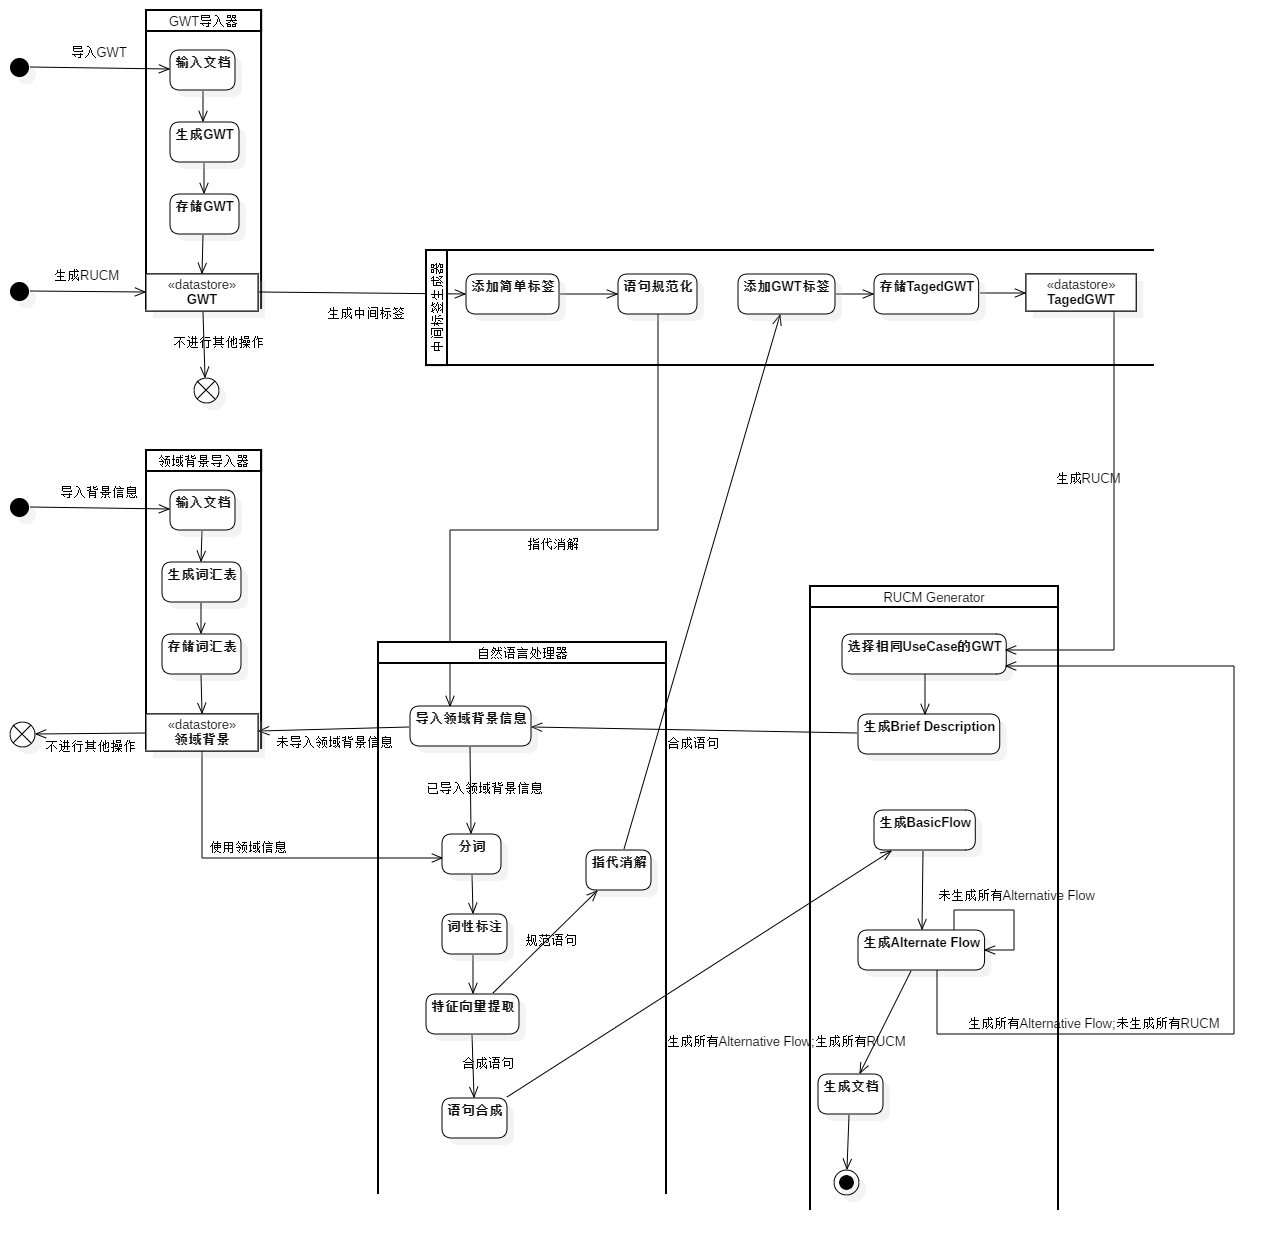 GWT导入器
导入GWT
输入文档
生成GWT
存储GWT
生成RUCM
«datastore»
GWT
生成中间标签
不进行其他操作
中间标签生成器
添加简单标签
语句规范化
添加GWT标签
存储TagedGWT
«datastore»
TagedGWT
领域背景导入器
导入背景信息
输入文档
生成词汇表
存储词汇表
«datastore»
领域背景
不进行其他操作
使用领域信息
指代消解
生成RUCM
自然语言处理器
导入领域背景信息
未导入领域背景信息
已导入领域背景信息
分词
词性标注
特征向量提取
规范语句
指代消解
合成语句
语句合成
RUCM Generator
选择相同UseCase的GWT
生成Brief Description
合成语句
生成BasicFlow
未生成所有Alternative Flow
生成Alternate Flow
生成所有Alternative Flow;未生成所有RUCM
生成所有Alternative Flow;生成所有RUCM
生成文档